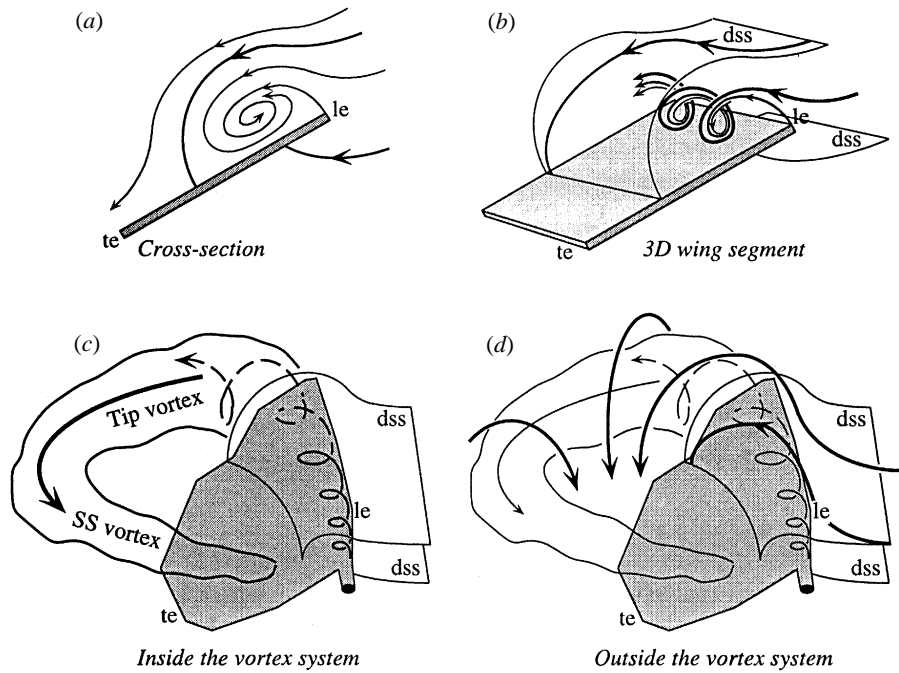 (a)
le
te
Cross-section
(b)
dss
le
dss
te
3D wing segment
(c)
Tip vortex
dss
SS vortex
le
dss
te
Inside the vortex system
(d)
dss
le
dss
te
Outside the vortex system